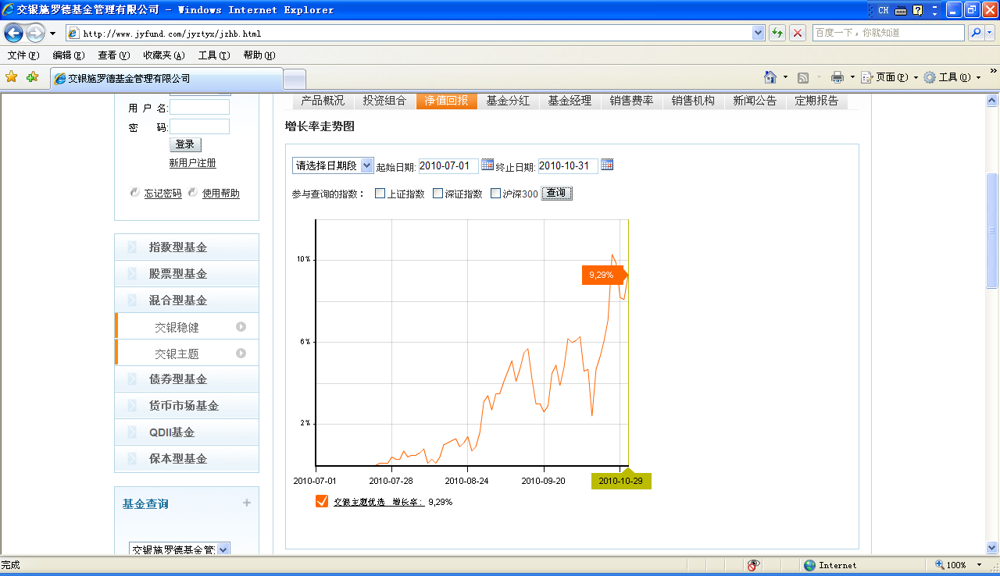 交银施罗德基金管理有限公司 - Windows Internet Explorer
CH
http://www.jyfund.com/jyztyx/jzhb.html
百度一下，你就知道
文件(F) 编辑(E) 查看(V) 收藏夹(A) 工具(T) 帮助(H)
交银施罗德基金管理有限公司
页面(P) 工具(O)
用 户 名:
密 码:
登录
新用户注册
忘记密码 使用帮助
指数型基金
股票型基金
混合型基金
交银稳健
交银主题
债券型基金
货币市场基金
QDII基金
保本型基金
基金查询
交银施罗德基金管
产品概况 投资组合 净值回报 基金分红 基金经理 销售费率 销售机构 新闻公告 定期报告
增长率走势图
请选择日期段 起始日期: 2010-07-01 终止日期: 2010-10-31
参与查询的指数： 上证指数 深证指数 沪深300 查询
10%
9,29%
6%
2%
2010-07-01 2010-07-28 2010-08-24 2010-09-20 2010-10-29
交银主题优选 增长率: 9,29%
完成
Internet
100%